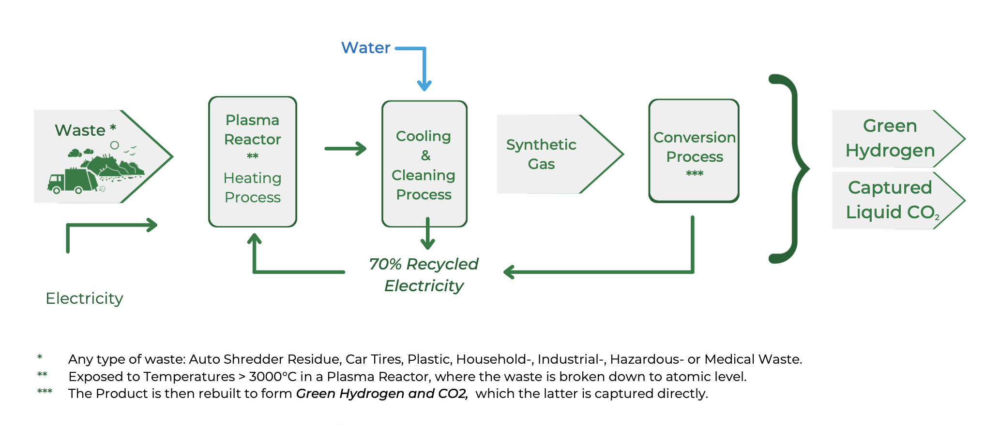 Water
Waste *
Plasma
Reactor
**
Heating
Process
Cooling
&
Cleaning
Process
Synthetic
Gas
Conversion
Process
***
Green
Hydrogen
Captured
Liquid CO₂
70% Recycled
Electricity
Electricity
* Any type of waste: Auto Shredder Residue, Car Tires, Plastic, Household-, Industrial-, Hazardous- or Medical Waste.
** Exposed to Temperatures > 3000°C in a Plasma Reactor, where the waste is broken down to atomic level.
*** The Product is then rebuilt to form Green Hydrogen and CO2, which the latter is captured directly.